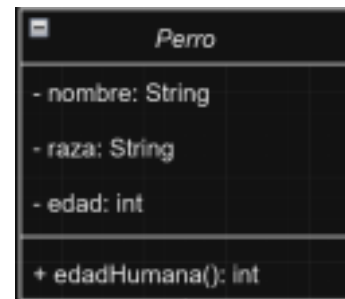 Perro
- nombre: String
- raza: String
- edad: int
+ edadHumana(): int